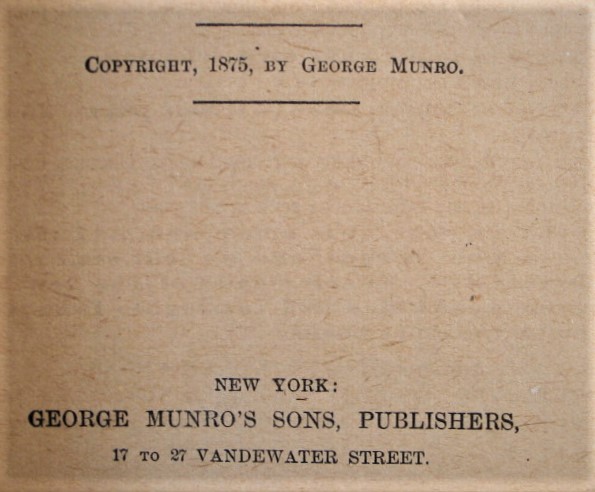 Copyright, 1875, by George Munro.
NEW YORK:
GEORGE MUNRO'S SONS, PUBLISHERS,
17 to 27 VANDEWATER STREET.